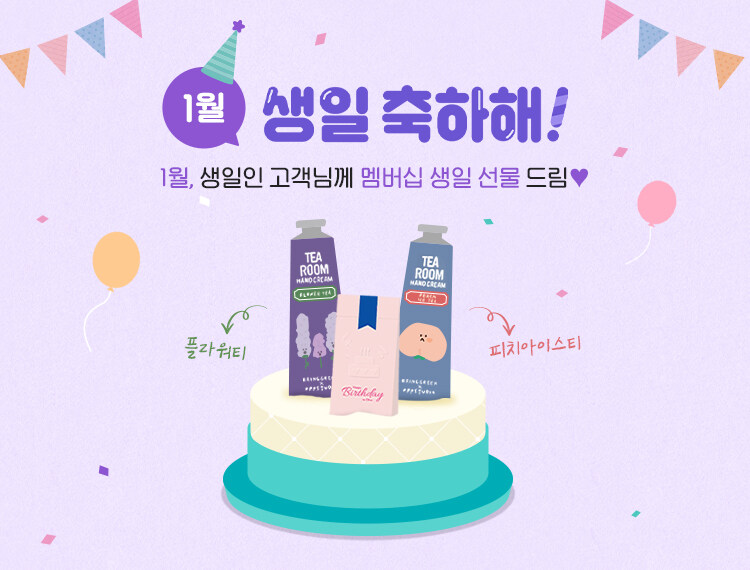 1월
생일 축하해!
1월, 생일인 고객님께 멤버십 생일 선물 드림♥
TEA
ROOM
HAND CREAM
TEA
ROOM
HAND CREAM
플라워티
피치아이스티
Birthday